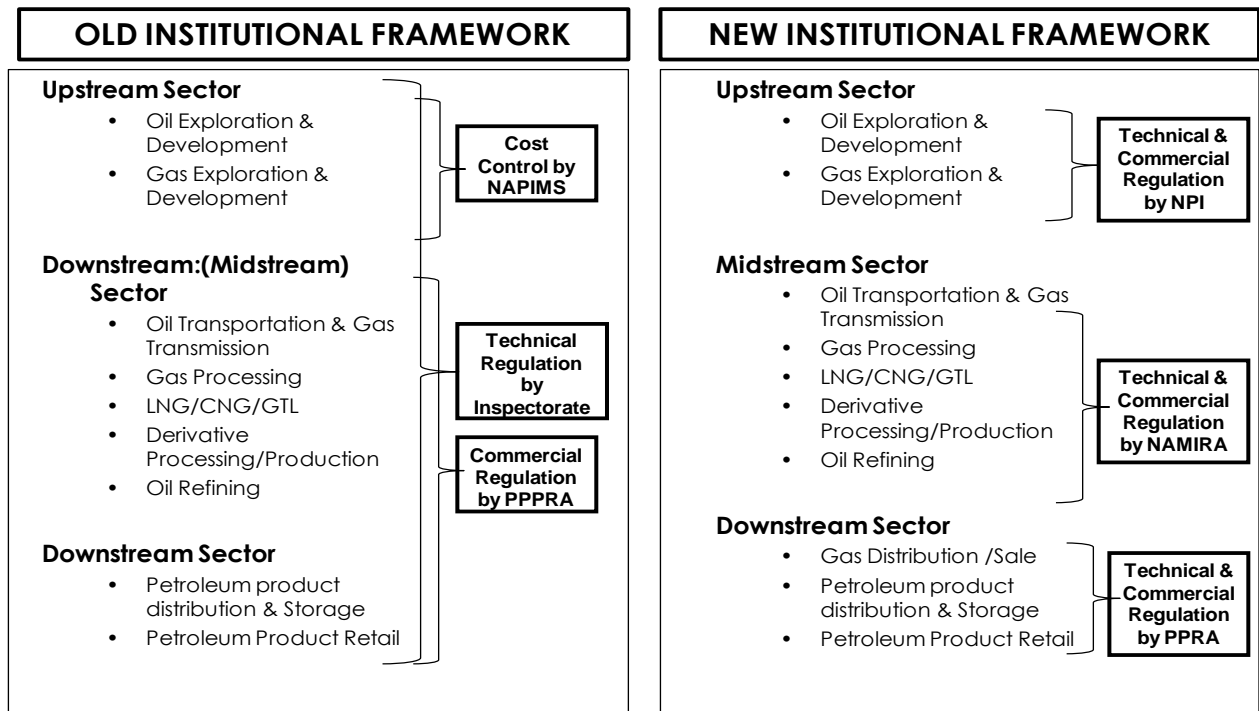 OLD INSTITUTIONAL FRAMEWORK
Upstream Sector
• Oil Exploration &
Development
• Gas Exploration &
Development
Cost
Control by
NAPIMS
Downstream:(Midstream)
Sector
• Oil Transportation & Gas
Transmission
• Gas Processing
• LNG/CNG/GTL
• Derivative
Processing/Production
• Oil Refining
Technical
Regulation
by
Inspectorate
Commercial
Regulation
by PPPRA
Downstream Sector
• Petroleum product
distribution & Storage
• Petroleum Product Retail
NEW INSTITUTIONAL FRAMEWORK
Upstream Sector
• Oil Exploration &
Development
• Gas Exploration &
Development
Technical &
Commercial
Regulation
by NPI
Midstream Sector
• Oil Transportation & Gas
Transmission
• Gas Processing
• LNG/CNG/GTL
• Derivative
Processing/Production
• Oil Refining
Technical &
Commercial
Regulation
by NAMIRA
Downstream Sector
• Gas Distribution /Sale
• Petroleum product
distribution & Storage
• Petroleum Product Retail
Technical &
Commercial
Regulation
by PPRA